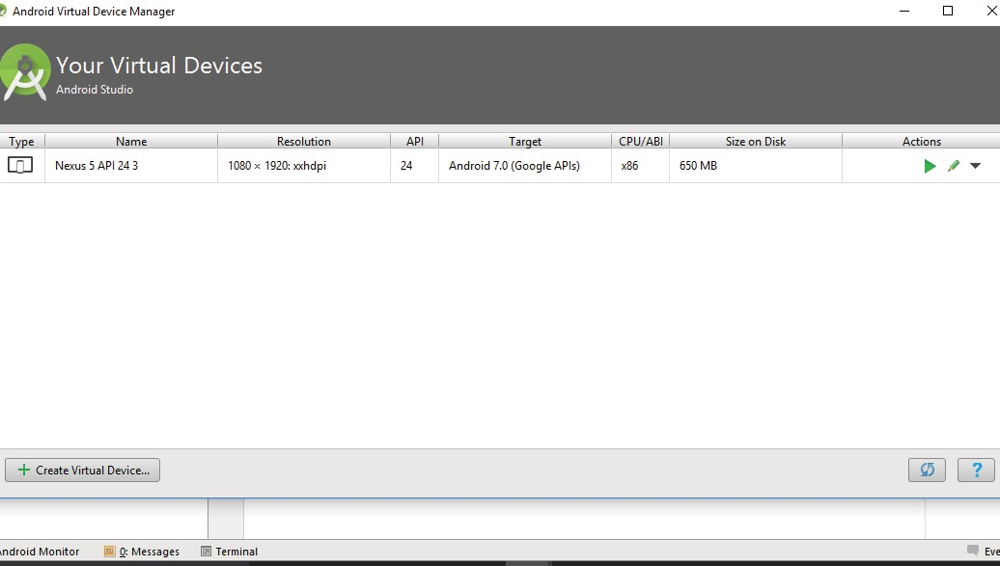 Android Virtual Device Manager
Your Virtual Devices
Android Studio
Type Name Resolution API Target CPU/ABI Size on Disk Actions
Nexus 5 API 24 3 1080 × 1920: xxhdpi 24 Android 7.0 (Google APIs) x86 650 MB
+ Create Virtual Device... ?
ndroid Monitor 0: Messages Terminal Eve